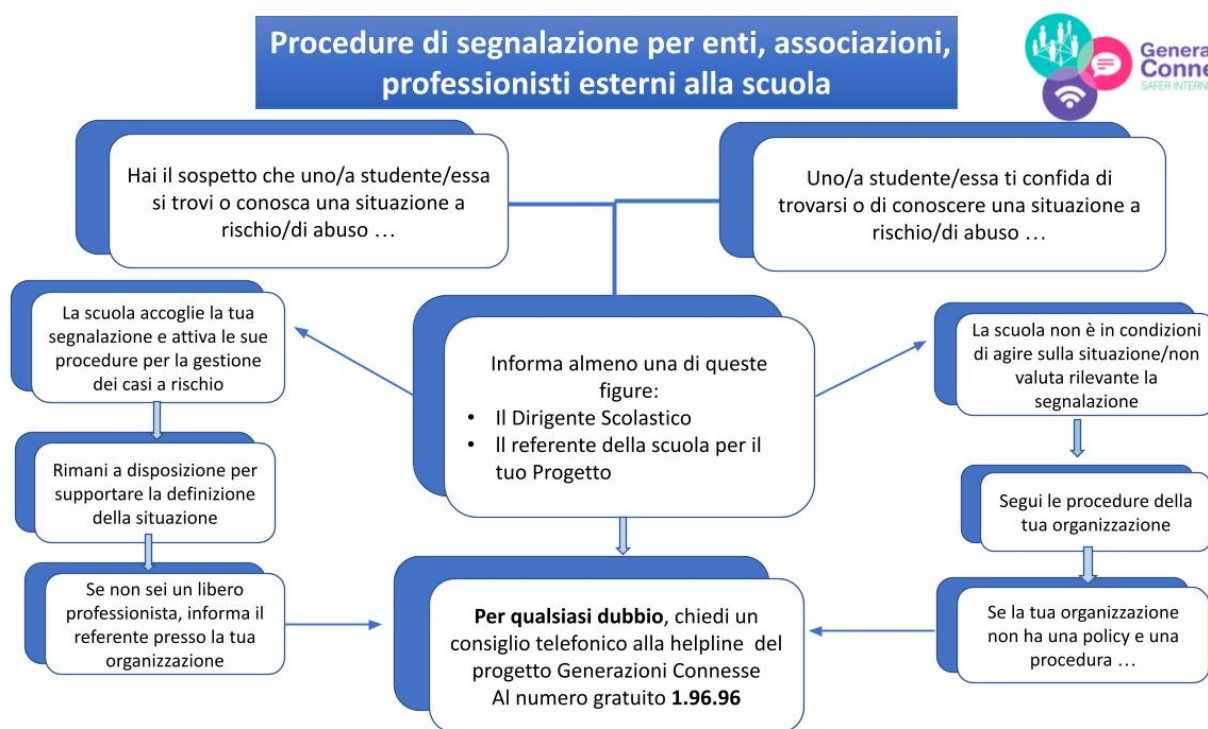 Procedure di segnalazione per enti, associazioni,
professionisti esterni alla scuola
Genera
Conne
SAFER INTERN
Hai il sospetto che uno/a studente/essa
si trovi o conosca una situazione a
rischio/di abuso …
Uno/a studente/essa ti confida di
trovarsi o di conoscere una situazione a
rischio/di abuso …
La scuola accoglie la tua
segnalazione e attiva le sue
procedure per la gestione
dei casi a rischio
Informa almeno una di queste
figure:
• Il Dirigente Scolastico
• Il referente della scuola per il
tuo Progetto
La scuola non è in condizioni
di agire sulla situazione/non
valuta rilevante la
segnalazione
Rimani a disposizione per
supportare la definizione
della situazione
Segui le procedure della
tua organizzazione
Se non sei un libero
professionista, informa il
referente presso la tua
organizzazione
Per qualsiasi dubbio, chiedi un
consiglio telefonico alla helpline del
progetto Generazioni Connesse
Al numero gratuito 1.96.96
Se la tua organizzazione
non ha una policy e una
procedura …